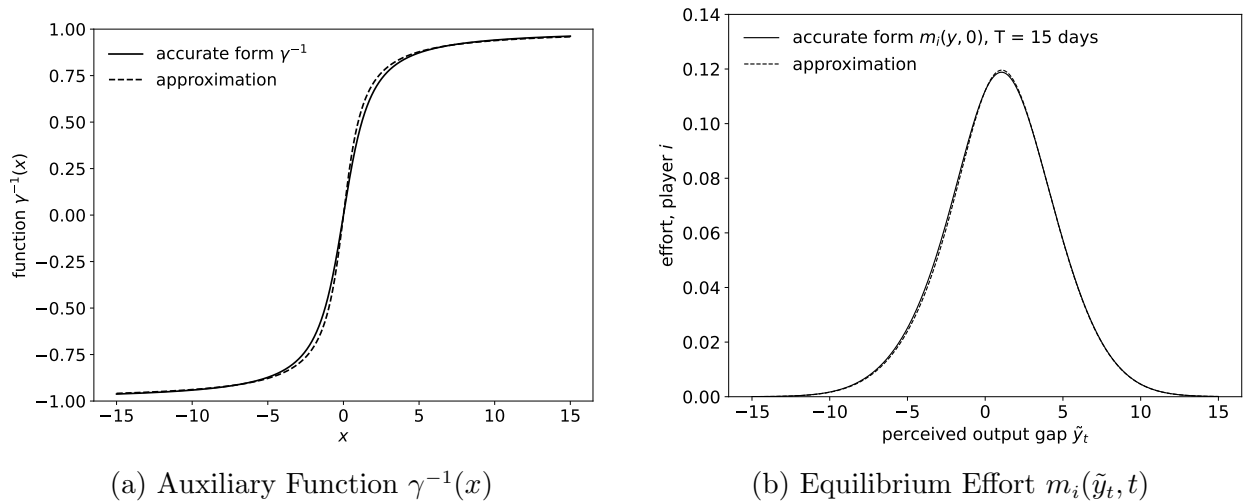 accurate form γ⁻¹
approximation
function γ⁻¹(x)
1.00
0.75
0.50
0.25
0.00
−0.25
−0.50
−0.75
−1.00
−15 −10 −5 0 5 10 15
x
(a) Auxiliary Function γ⁻¹(x)
accurate form mᵢ(y, 0), T = 15 days
approximation
effort, player i
0.14
0.12
0.10
0.08
0.06
0.04
0.02
0.00
−15 −10 −5 0 5 10 15
perceived output gap ỹₜ
(b) Equilibrium Effort mᵢ(ỹₜ, t)